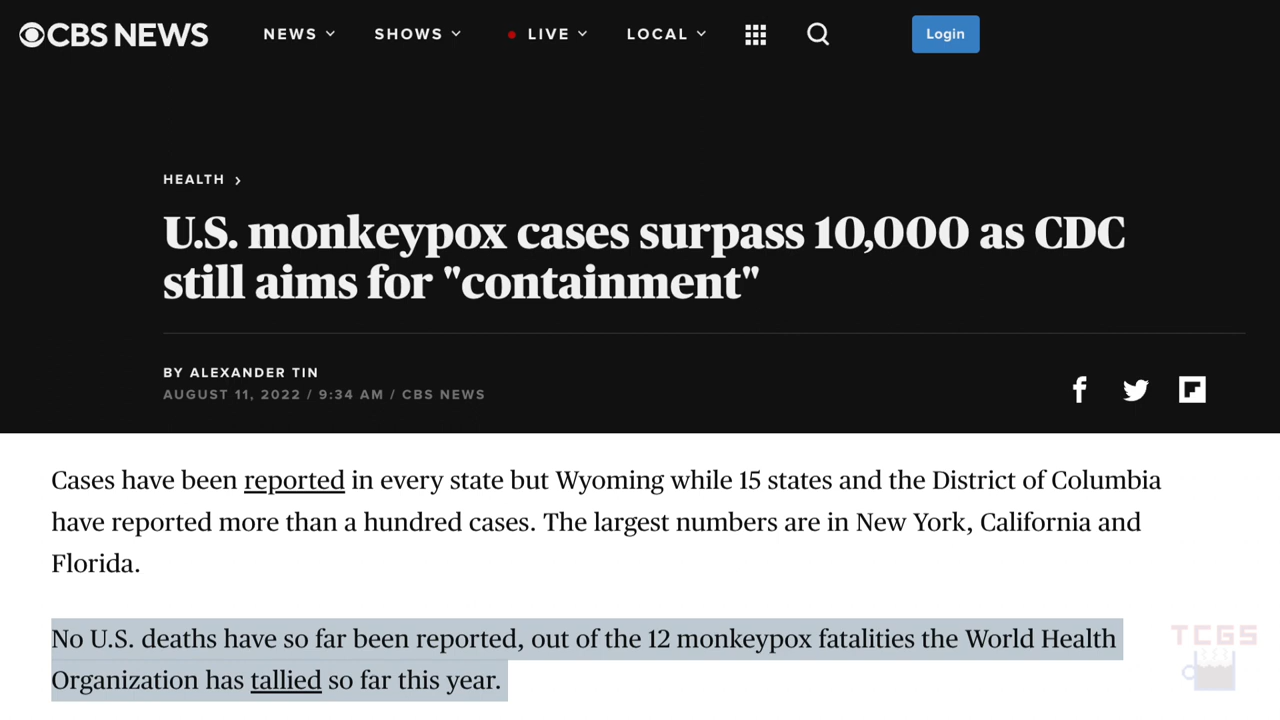 CBS NEWS
NEWS SHOWS LIVE LOCAL Login
HEALTH
U.S. monkeypox cases surpass 10,000 as CDC
still aims for "containment"
BY ALEXANDER TIN
AUGUST 11, 2022 / 9:34 AM / CBS NEWS
Cases have been reported in every state but Wyoming while 15 states and the District of Columbia
have reported more than a hundred cases. The largest numbers are in New York, California and
Florida.
No U.S. deaths have so far been reported, out of the 12 monkeypox fatalities the World Health
Organization has tallied so far this year.
TCGS